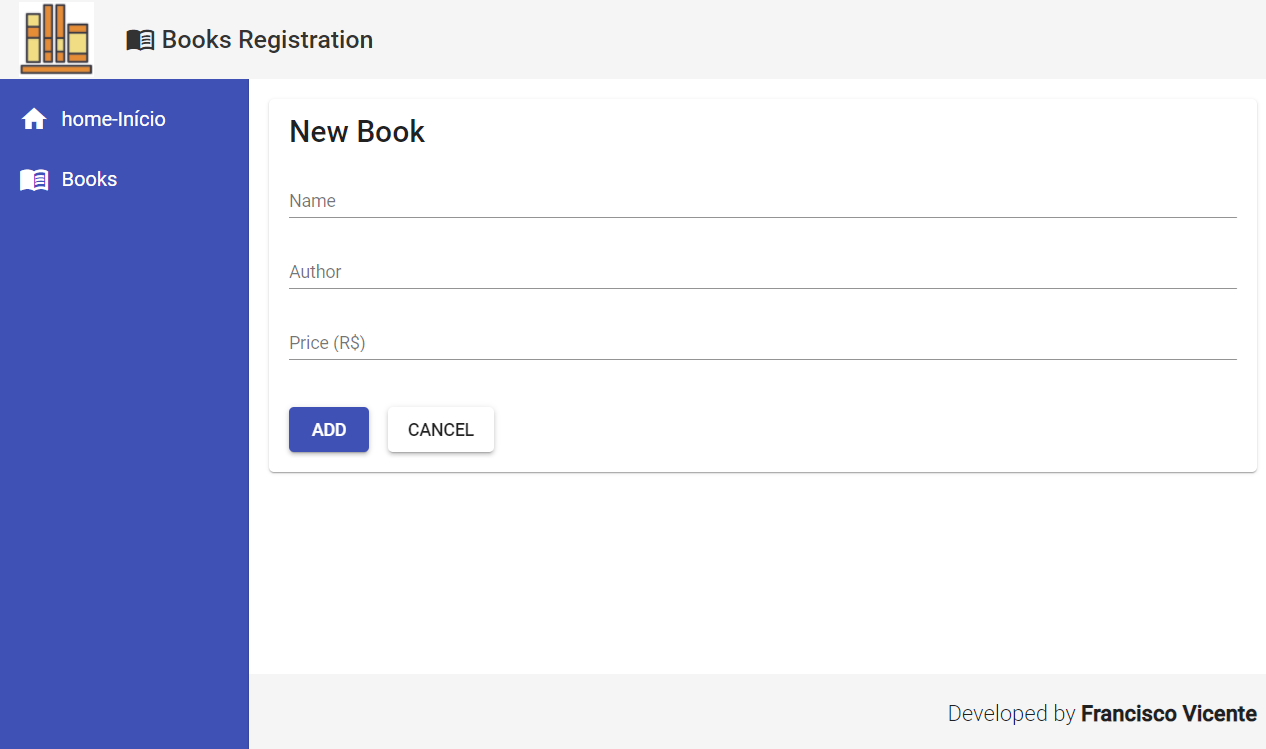 Books Registration
home-Início
Books
New Book
Name
Author
Price (R$)
ADD CANCEL
Developed by Francisco Vicente